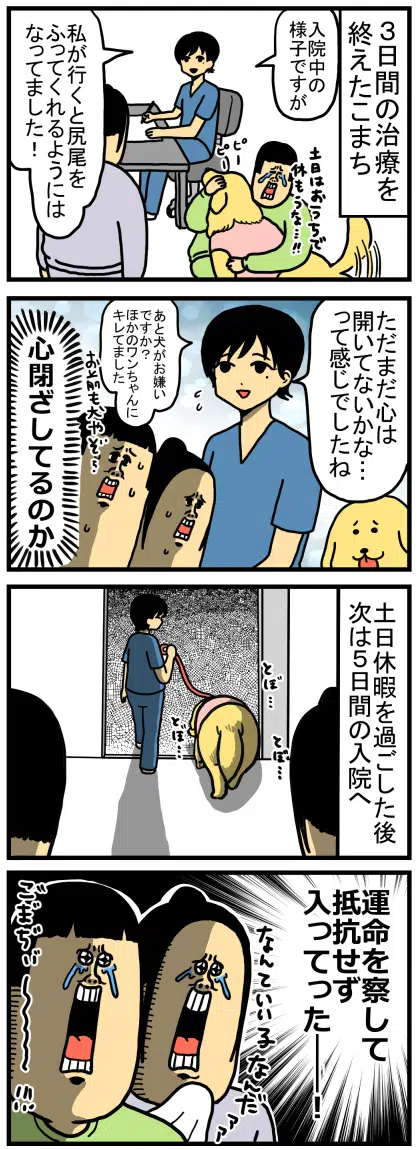 3日間の治療を
終えたこまち
入院中の
様子ですが
私が行くと尻尾を
ふってくれるようには
なってました!
土日はおっちで
休もうな…!!
ピー
ピリ
ただまだ心は
開いてないかな…
って感じでしたね
あと犬がお嫌い
ですか?
ほかのワンちゃんに
キレてました
お前も犬やぞ…
心閉ざしてるのか
土日休暇を過ごした後
次は5日間の入院へ
とぼ…
とぼ…
とぼ…
運命を察して
抵抗せず
入ってった――!
なんていい子なんだァァ
ごまぢぃ〜〜〜!!!